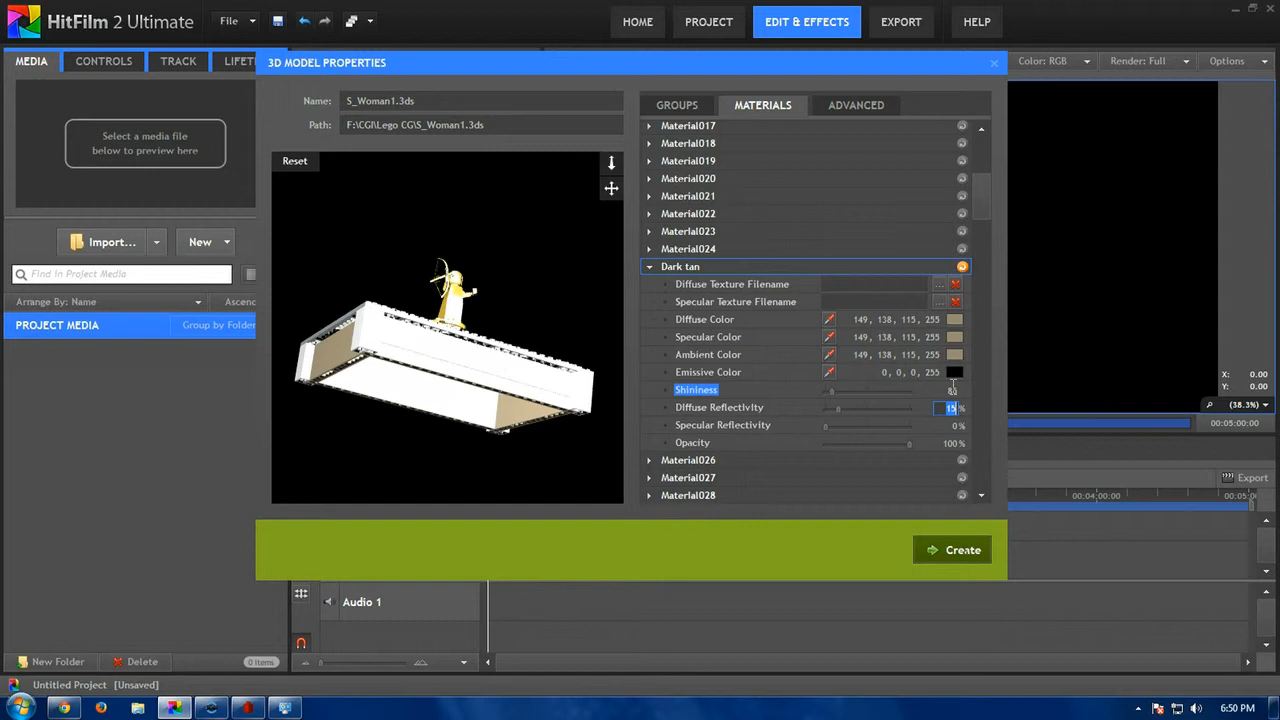 HitFilm 2 Ultimate
File
HOME
PROJECT
EDIT & EFFECTS
EXPORT
HELP
MEDIA
CONTROLS
TRACK
3D MODEL PROPERTIES
Color: RGB
Render: Full
Options
Select a media file
below to preview here
Name:
S_Woman1.3ds
Path:
F:\CGI\Lego CG\S_Woman1.3ds
Reset
GROUPS
MATERIALS
ADVANCED
Material017
Material018
Material019
Material020
Material021
Material022
Material023
Material024
Dark tan
Diffuse Texture Filename
...
Specular Texture Filename
...
Diffuse Color
149, 138, 115, 255
Specular Color
149, 138, 115, 255
Ambient Color
149, 138, 115, 255
Emissive Color
0, 0, 0, 255
Shininess
Diffuse Reflectivity
15%
Specular Reflectivity
0%
Opacity
100%
Material026
Material027
Material028
Create
Import...
New
Find in Project Media
Arrange By: Name
PROJECT MEDIA
Group by Folder
X: 0.00
Y: 0.00
(38.3%)
00:05:00:00
Export
00:04:00:00
Audio 1
New Folder
Delete
0 items
Untitled Project
[Unsaved]
6:50 PM